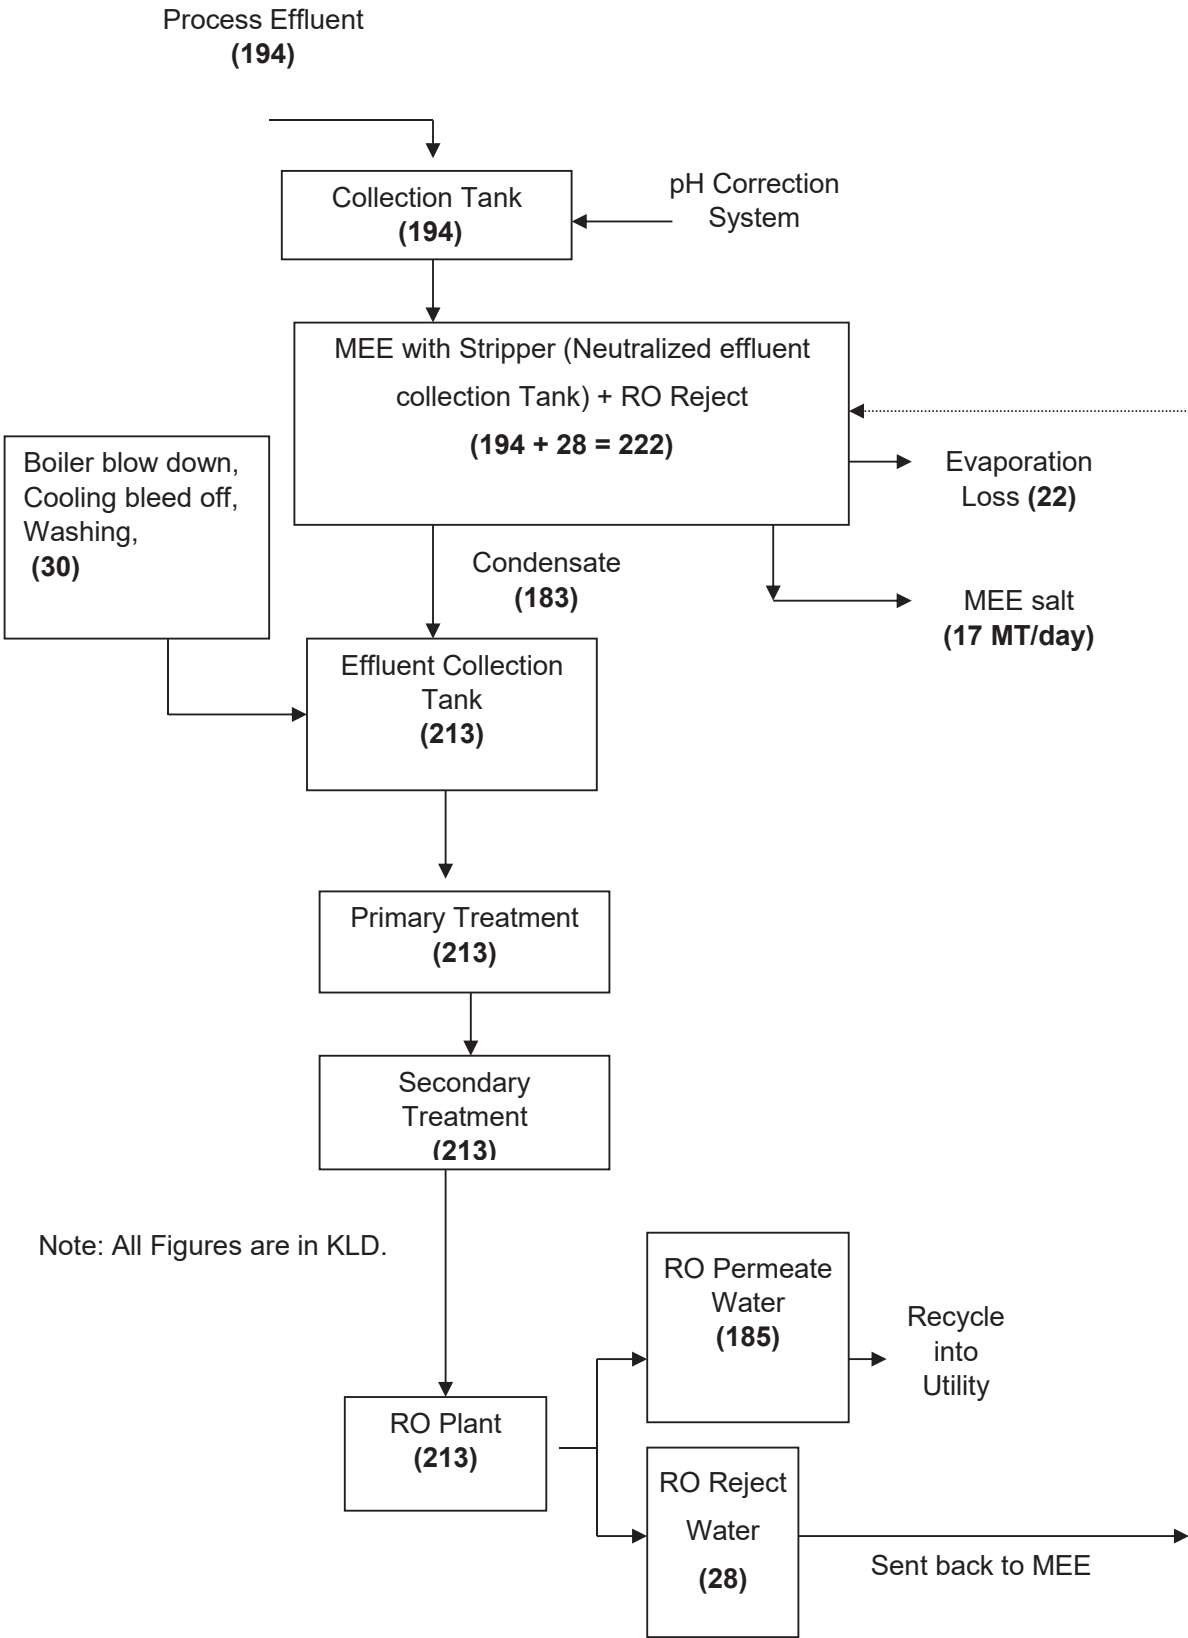 Process Effluent
(194)
Collection Tank
(194)
pH Correction
System
MEE with Stripper (Neutralized effluent
collection Tank) + RO Reject
(194 + 28 = 222)
Evaporation
Loss (22)
Boiler blow down,
Cooling bleed off,
Washing,
(30)
Condensate
(183)
MEE salt
(17 MT/day)
Effluent Collection
Tank
(213)
Primary Treatment
(213)
Secondary
Treatment
(213)
Note: All Figures are in KLD.
RO Permeate
Water
(185)
Recycle
into
Utility
RO Plant
(213)
RO Reject
Water
(28)
Sent back to MEE